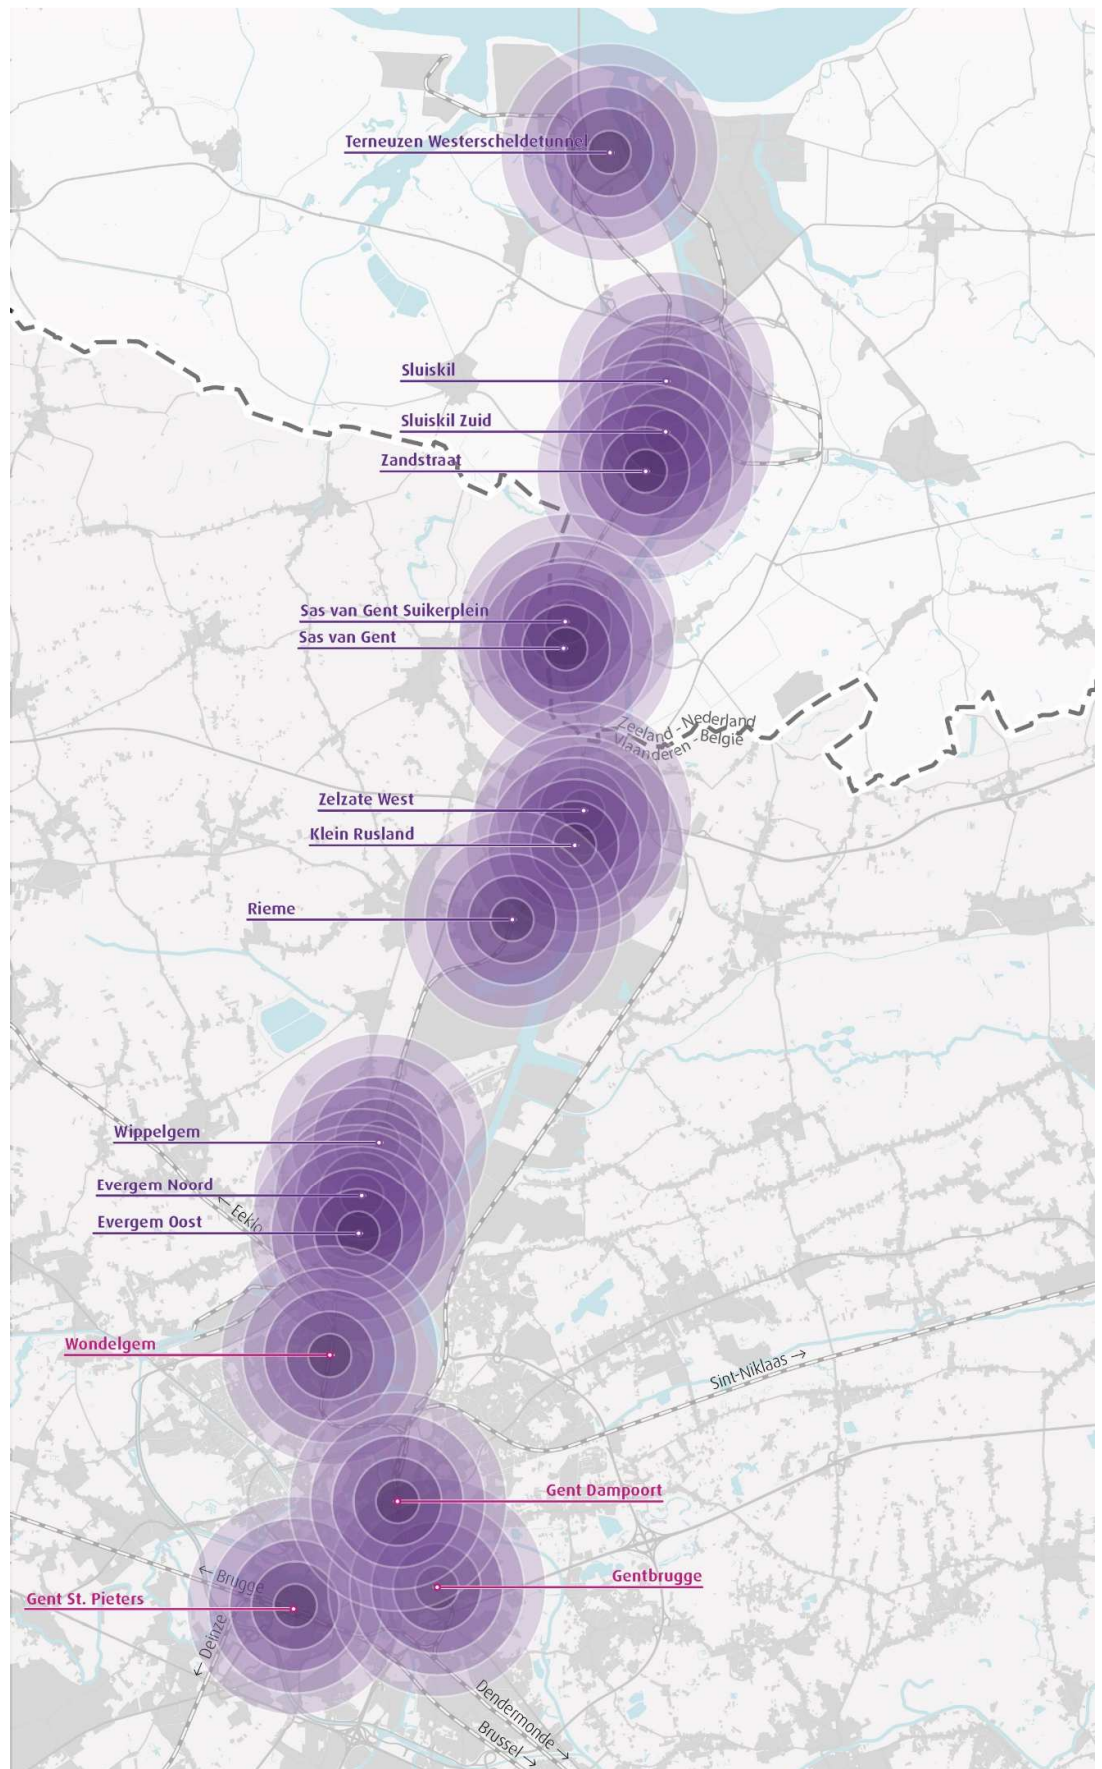 Terneuzen Westerscheldetunnel
Sluiskil
Sluiskil Zuid
Zandstraat
Sas van Gent Suikerplein
Sas van Gent
Zeeland - Nederland
Vlaanderen - België
Zelzate West
Klein Rusland
Rieme
Wippelgem
Evergem Noord
← Eeklo
Evergem Oost
Wondelgem
Sint-Niklaas →
Gent Dampoort
Gentbrugge
← Brugge
Gent St. Pieters
← Deinze
Dendermonde →
Brussel →